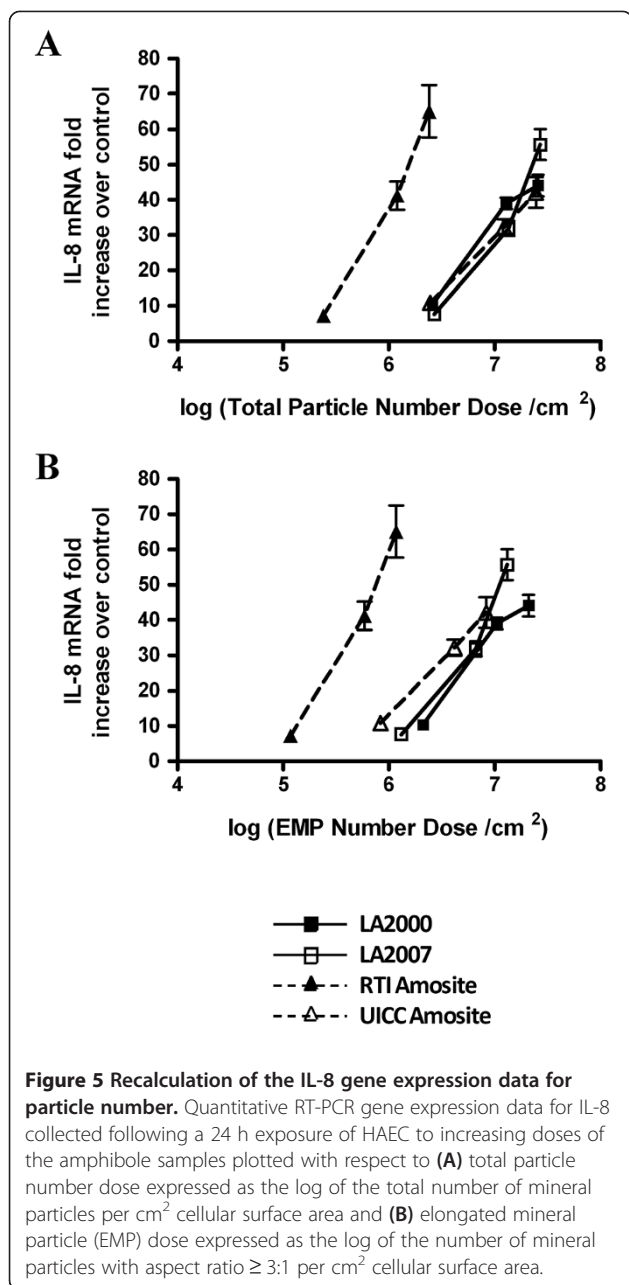 A
80
70
60
50
40
30
20
10
0
IL-8 mRNA fold
increase over control
4 5 6 7 8
log (Total Particle Number Dose /cm ²)
B
80
70
60
50
40
30
20
10
0
IL-8 mRNA fold
increase over control
4 5 6 7 8
log (EMP Number Dose /cm ²)
LA2000
LA2007
RTI Amosite
UICC Amosite
Figure 5 Recalculation of the IL-8 gene expression data for
particle number. Quantitative RT-PCR gene expression data for IL-8
collected following a 24 h exposure of HAEC to increasing doses of
the amphibole samples plotted with respect to (A) total particle
number dose expressed as the log of the total number of mineral
particles per cm² cellular surface area and (B) elongated mineral
particle (EMP) dose expressed as the log of the number of mineral
particles with aspect ratio ≥ 3:1 per cm² cellular surface area.